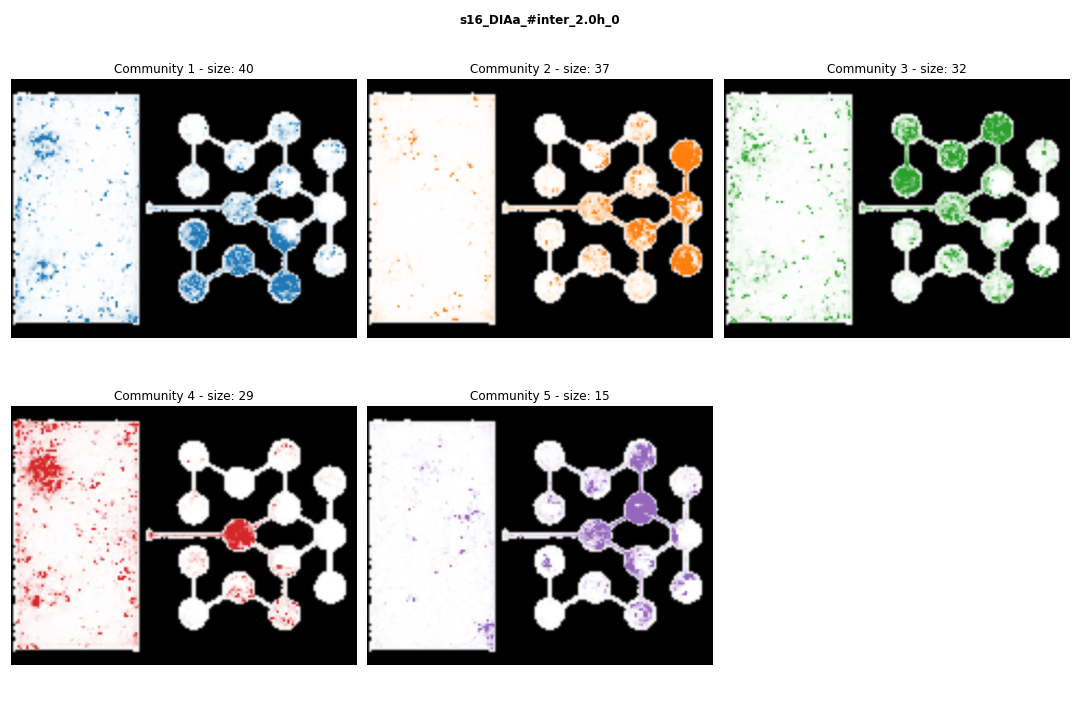 s16_DIAa_#inter_2.0h_0
Community 1 - size: 40
Community 2 - size: 37
Community 3 - size: 32
Community 4 - size: 29
Community 5 - size: 15